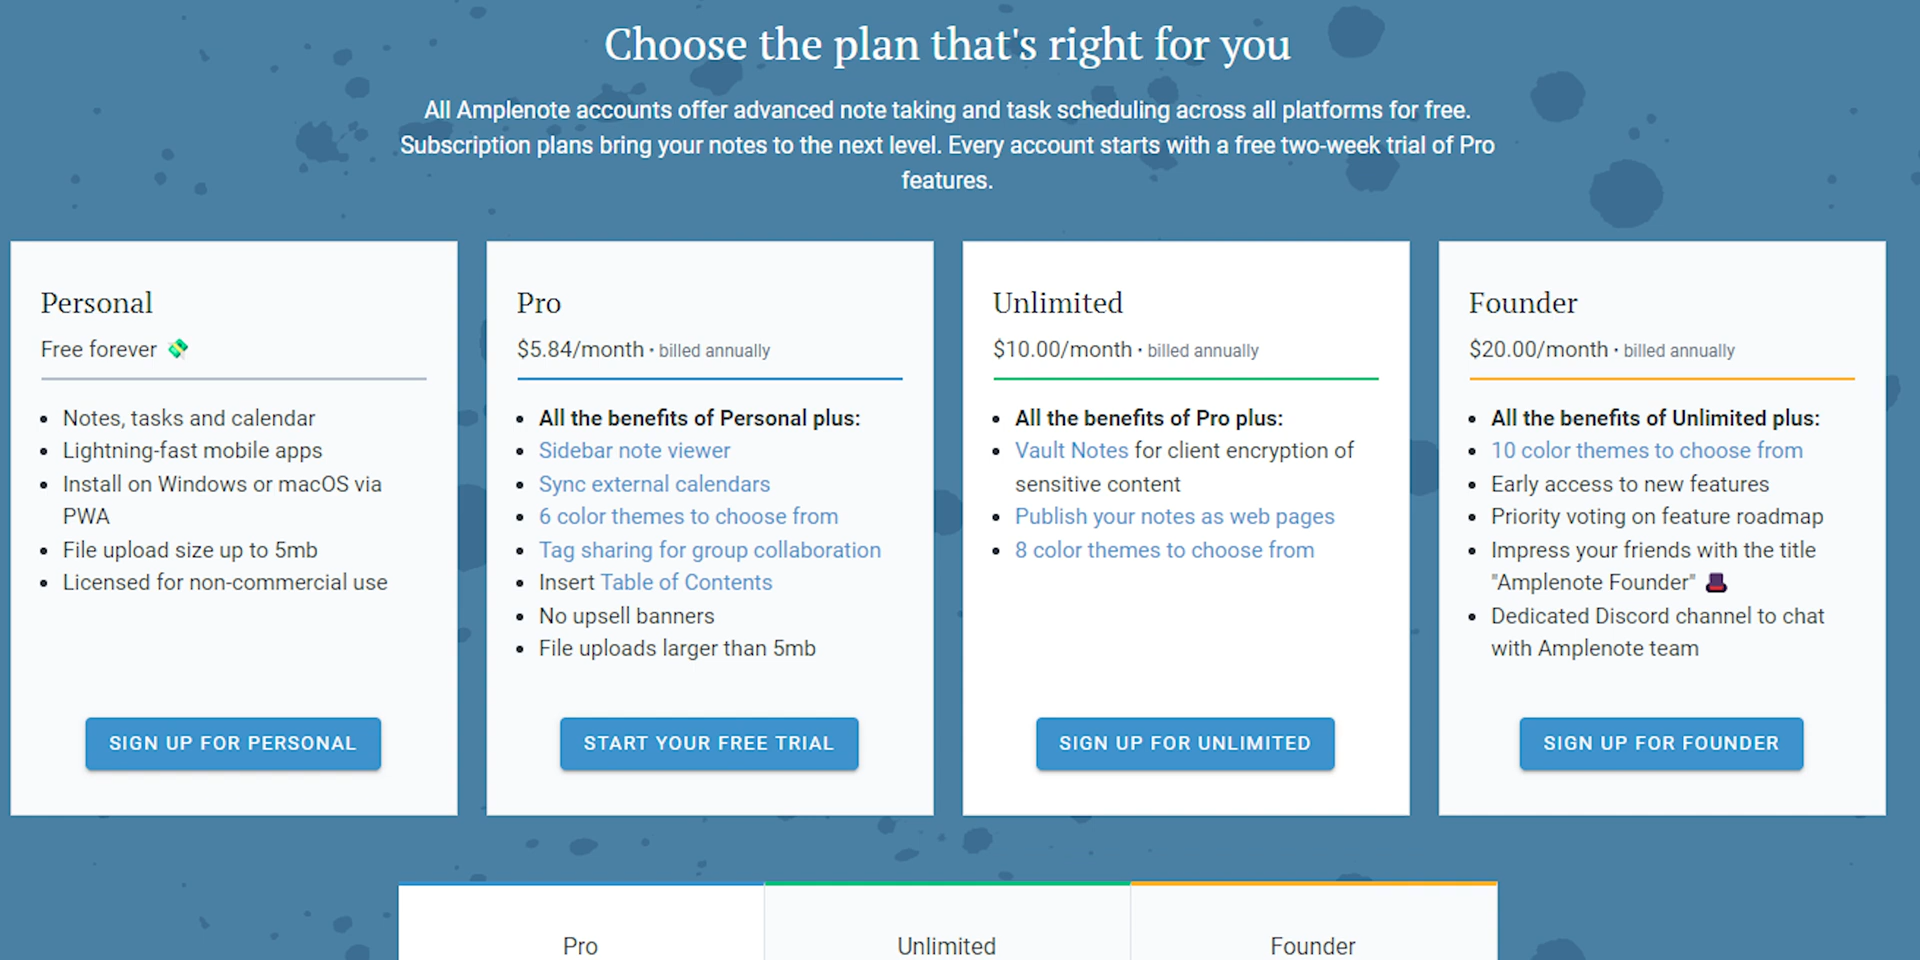 Choose the plan that's right for you
All Amplenote accounts offer advanced note taking and task scheduling across all platforms for free.
Subscription plans bring your notes to the next level. Every account starts with a free two-week trial of Pro
features.
Personal
Free forever 💸
• Notes, tasks and calendar
• Lightning-fast mobile apps
• Install on Windows or macOS via
PWA
• File upload size up to 5mb
• Licensed for non-commercial use
SIGN UP FOR PERSONAL
Pro
$5.84/month • billed annually
• All the benefits of Personal plus:
• Sidebar note viewer
• Sync external calendars
• 6 color themes to choose from
• Tag sharing for group collaboration
• Insert Table of Contents
• No upsell banners
• File uploads larger than 5mb
START YOUR FREE TRIAL
Unlimited
$10.00/month • billed annually
• All the benefits of Pro plus:
• Vault Notes for client encryption of
sensitive content
• Publish your notes as web pages
• 8 color themes to choose from
SIGN UP FOR UNLIMITED
Founder
$20.00/month • billed annually
• All the benefits of Unlimited plus:
• 10 color themes to choose from
• Early access to new features
• Priority voting on feature roadmap
• Impress your friends with the title
"Amplenote Founder" 🎩
• Dedicated Discord channel to chat
with Amplenote team
SIGN UP FOR FOUNDER
Pro
Unlimited
Founder